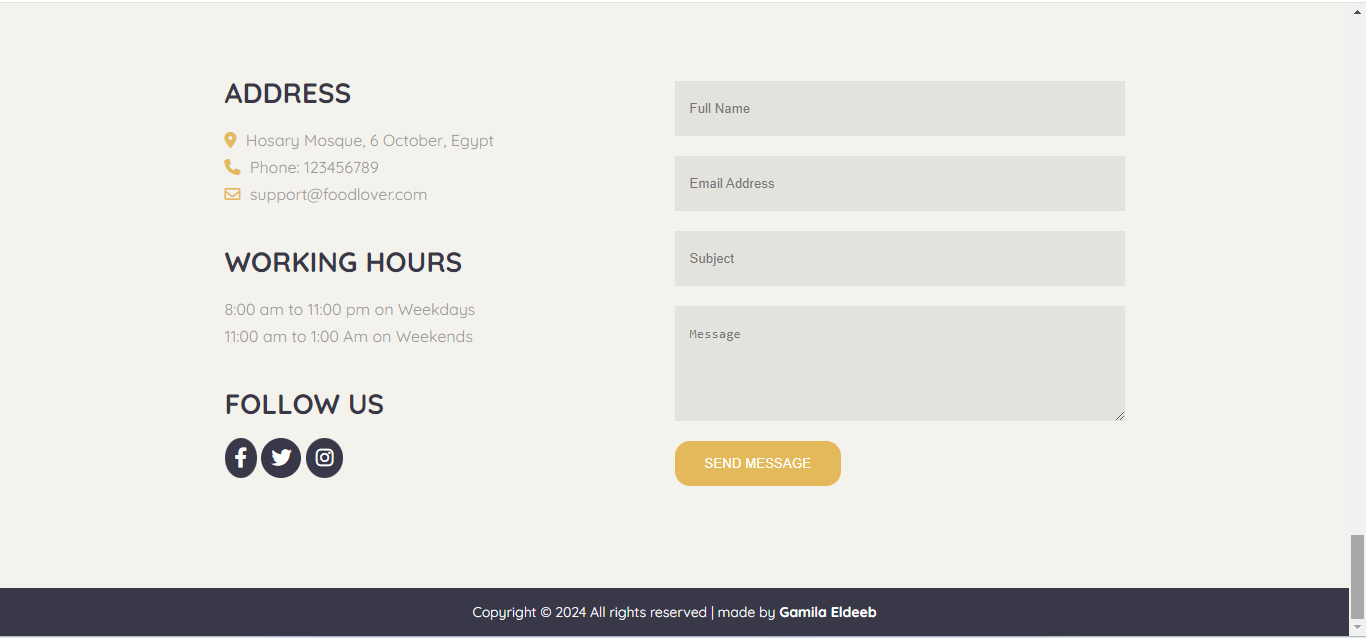 ADDRESS
Hosary Mosque, 6 October, Egypt
Phone: 123456789
support@foodlover.com
WORKING HOURS
8:00 am to 11:00 pm on Weekdays
11:00 am to 1:00 Am on Weekends
FOLLOW US
Full Name
Email Address
Subject
Message
SEND MESSAGE
Copyright © 2024 All rights reserved | made by Gamila Eldeeb